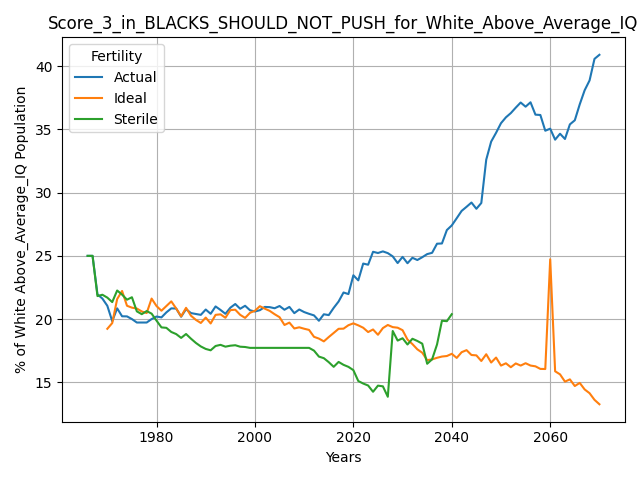 Score_3_in_BLACKS_SHOULD_NOT_PUSH_for_White_Above_Average_IQ
Fertility
Actual
Ideal
Sterile
% of White Above_Average_IQ Population
40
35
30
25
20
15
1980
2000
2020
2040
2060
Years